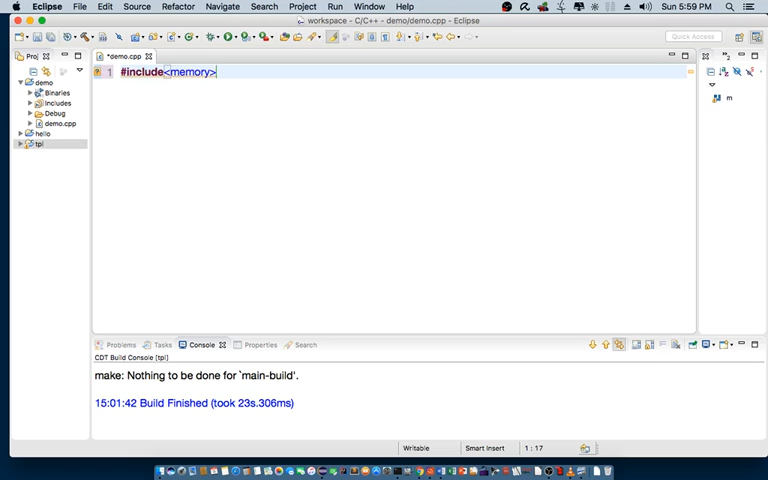 Eclipse File Edit Source Refactor Navigate Search Project Run Window Help Sun 5:59 PM
workspace - C/C++ - demo/demo.cpp - Eclipse
Quick Access
Proj
*demo.cpp
demo
Binaries
Includes
Debug
demo.cpp
hello
tpl
1 #include<memory>
m
Problems Tasks Console Properties Search
CDT Build Console [tpl]
make: Nothing to be done for `main-build'.
15:01:42 Build Finished (took 23s.306ms)
Writable Smart Insert 1 : 17